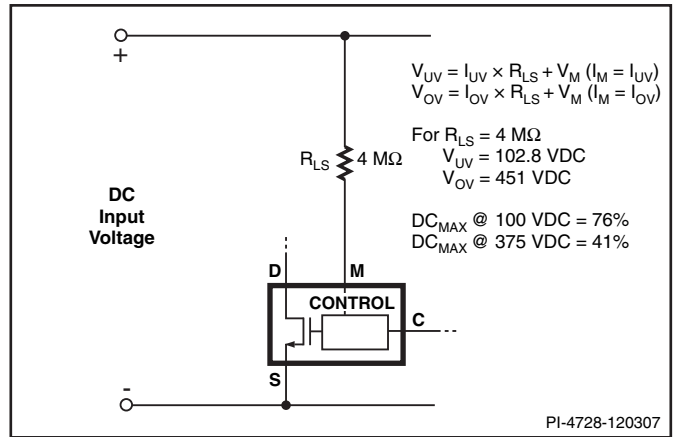 +
V_UV = I_UV × R_LS + V_M (I_M = I_UV)
V_OV = I_OV × R_LS + V_M (I_M = I_OV)
For R_LS = 4 MΩ
V_UV = 102.8 VDC
V_OV = 451 VDC
DC_MAX @ 100 VDC = 76%
DC_MAX @ 375 VDC = 41%
R_LS 4 MΩ
DC
Input
Voltage
D M
CONTROL
C
S
-
PI-4728-120307